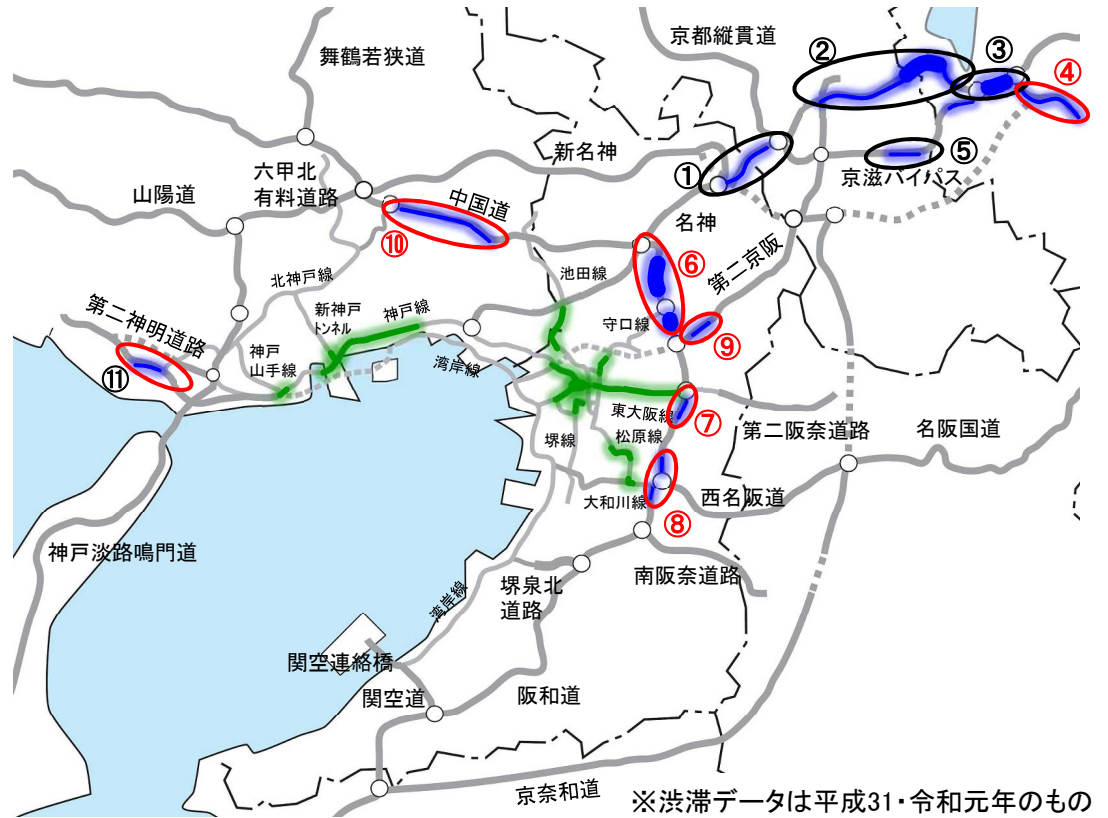 京都縦貫道
舞鶴若狭道
②
③
④
新名神
六甲北
有料道路
山陽道
中国道
①
名神
⑤
京滋バイパス
⑩
⑥
第二京阪
池田線
北神戸線
新神戸
トンネル
神戸線
守口線
第二神明道路
神戸
山手線
湾岸線
⑨
⑪
東大阪線
⑦
松原線
堺線
第二阪奈道路
名阪国道
大和川線
西名阪道
⑧
神戸淡路鳴門道
南阪奈道路
堺泉北
道路
湾岸線
関空連絡橋
関空道
阪和道
京奈和道
※渋滞データは平成31・令和元年のもの